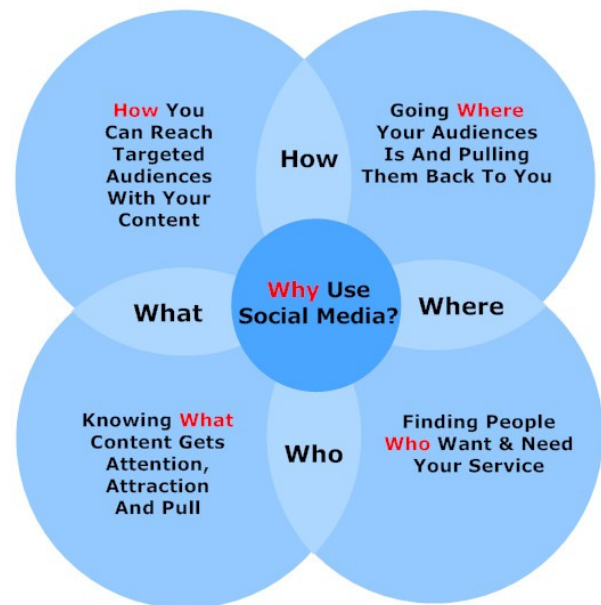 How You
Can Reach
Targeted
Audiences
With Your
Content
How
Going Where
Your Audiences
Is And Pulling
Them Back To You
What
Why Use
Social Media?
Where
Knowing What
Content Gets
Attention,
Attraction
And Pull
Who
Finding People
Who Want & Need
Your Service